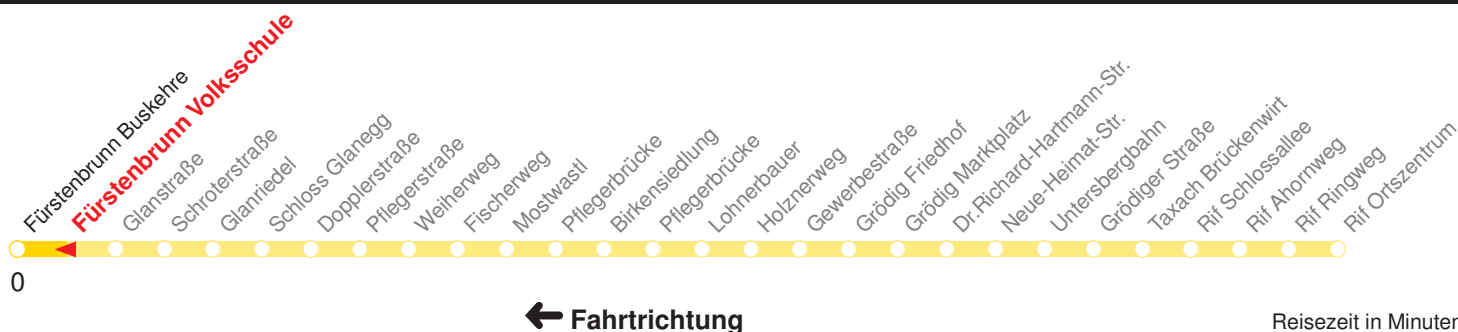 Fürstenbrunn Buskehre
Fürstenbrunn Volksschule
Glanstraße
Schroterstraße
Glanriedel
Schloss Glanegg
Dopplerstraße
Pflegerstraße
Weiherweg
Fischerweg
Mostwastl
Pflegerbrücke
Birkensiedlung
Pflegerbrücke
Lohnerbauer
Holznerweg
Gewerbestraße
Grödig Friedhof
Grödig Marktplatz
Dr.Richard-Hartmann-Str.
Neue-Heimat-Str.
Untersbergbahn
Grödiger Straße
Taxach Brückenwirt
Rif Schlossallee
Rif Ahornweg
Rif Ringweg
Rif Ortszentrum
0
Fahrtrichtung
Reisezeit in Minuten